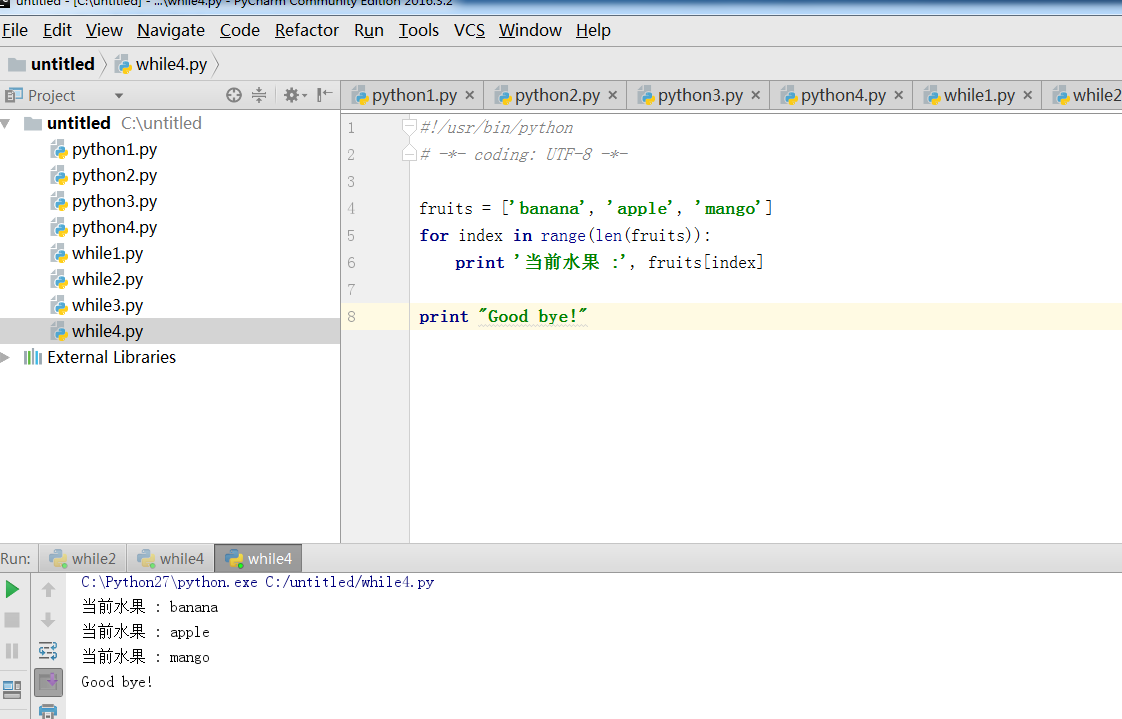 untitled - [C:\untitled] - ...\while4.py - PyCharm Community Edition 2016.3.2
File Edit View Navigate Code Refactor Run Tools VCS Window Help
untitled while4.py
Project
python1.py python2.py python3.py python4.py while1.py while2
untitled C:\untitled
python1.py
python2.py
python3.py
python4.py
while1.py
while2.py
while3.py
while4.py
External Libraries
1 #!/usr/bin/python
2 # -*- coding: UTF-8 -*-
3
4 fruits = ['banana', 'apple', 'mango']
5 for index in range(len(fruits)):
6 print '当前水果 :', fruits[index]
7
8 print "Good bye!"
Run: while2 while4 while4
C:\Python27\python.exe C:/untitled/while4.py
当前水果 : banana
当前水果 : apple
当前水果 : mango
Good bye!